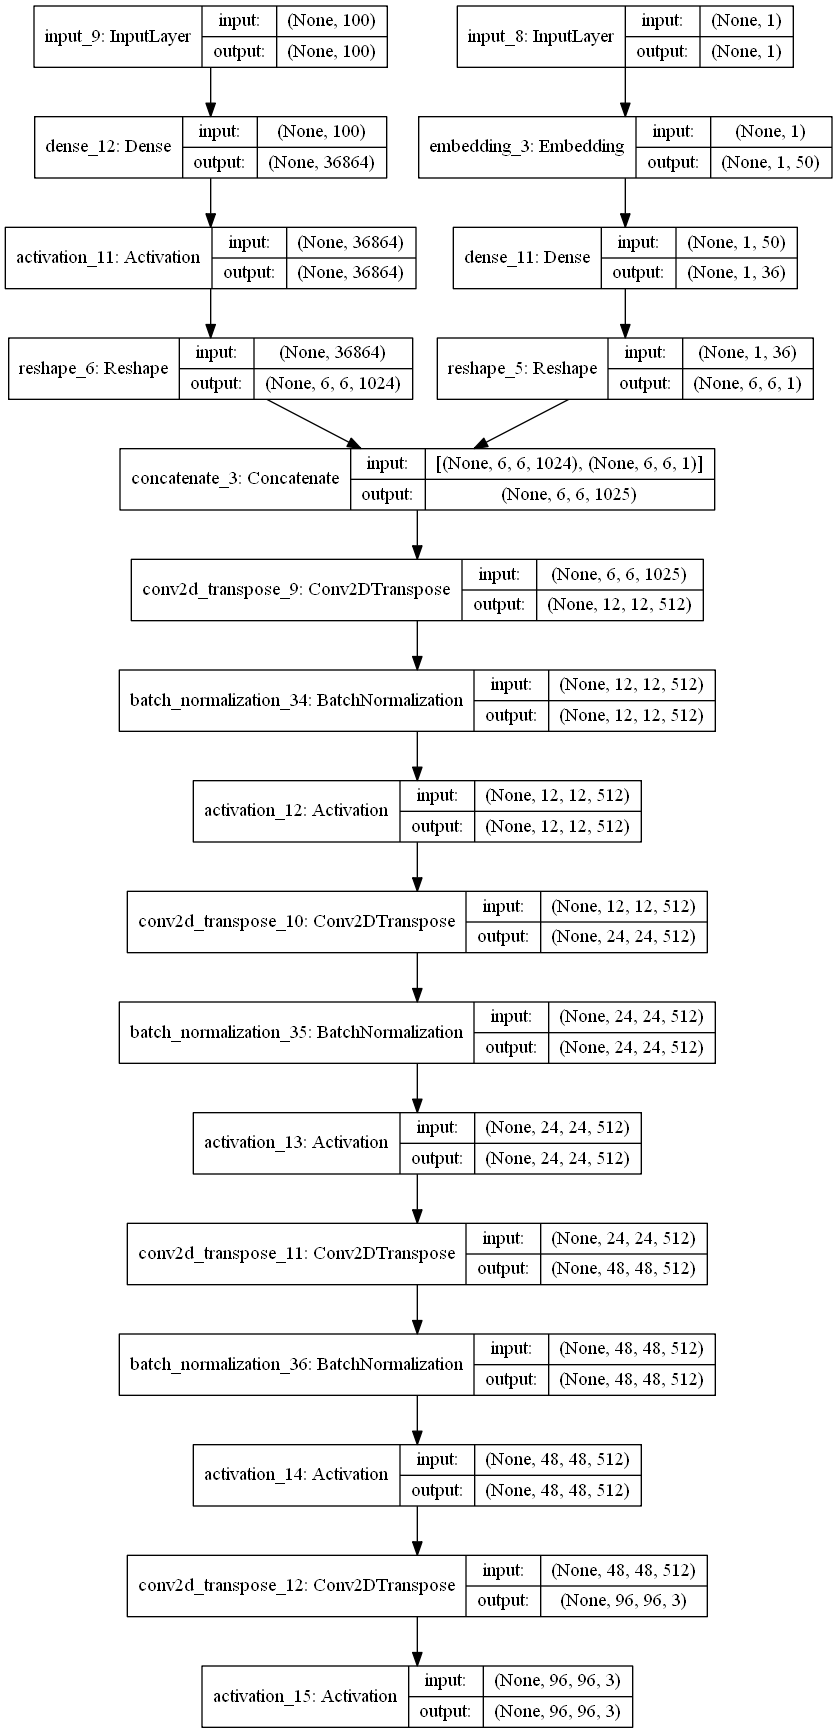 input_9: InputLayer
input: (None, 100)
output: (None, 100)
input_8: InputLayer
input: (None, 1)
output: (None, 1)
dense_12: Dense
input: (None, 100)
output: (None, 36864)
embedding_3: Embedding
input: (None, 1)
output: (None, 1, 50)
activation_11: Activation
input: (None, 36864)
output: (None, 36864)
dense_11: Dense
input: (None, 1, 50)
output: (None, 1, 36)
reshape_6: Reshape
input: (None, 36864)
output: (None, 6, 6, 1024)
reshape_5: Reshape
input: (None, 1, 36)
output: (None, 6, 6, 1)
concatenate_3: Concatenate
input: [(None, 6, 6, 1024), (None, 6, 6, 1)]
output: (None, 6, 6, 1025)
conv2d_transpose_9: Conv2DTranspose
input: (None, 6, 6, 1025)
output: (None, 12, 12, 512)
batch_normalization_34: BatchNormalization
input: (None, 12, 12, 512)
output: (None, 12, 12, 512)
activation_12: Activation
input: (None, 12, 12, 512)
output: (None, 12, 12, 512)
conv2d_transpose_10: Conv2DTranspose
input: (None, 12, 12, 512)
output: (None, 24, 24, 512)
batch_normalization_35: BatchNormalization
input: (None, 24, 24, 512)
output: (None, 24, 24, 512)
activation_13: Activation
input: (None, 24, 24, 512)
output: (None, 24, 24, 512)
conv2d_transpose_11: Conv2DTranspose
input: (None, 24, 24, 512)
output: (None, 48, 48, 512)
batch_normalization_36: BatchNormalization
input: (None, 48, 48, 512)
output: (None, 48, 48, 512)
activation_14: Activation
input: (None, 48, 48, 512)
output: (None, 48, 48, 512)
conv2d_transpose_12: Conv2DTranspose
input: (None, 48, 48, 512)
output: (None, 96, 96, 3)
activation_15: Activation
input: (None, 96, 96, 3)
output: (None, 96, 96, 3)